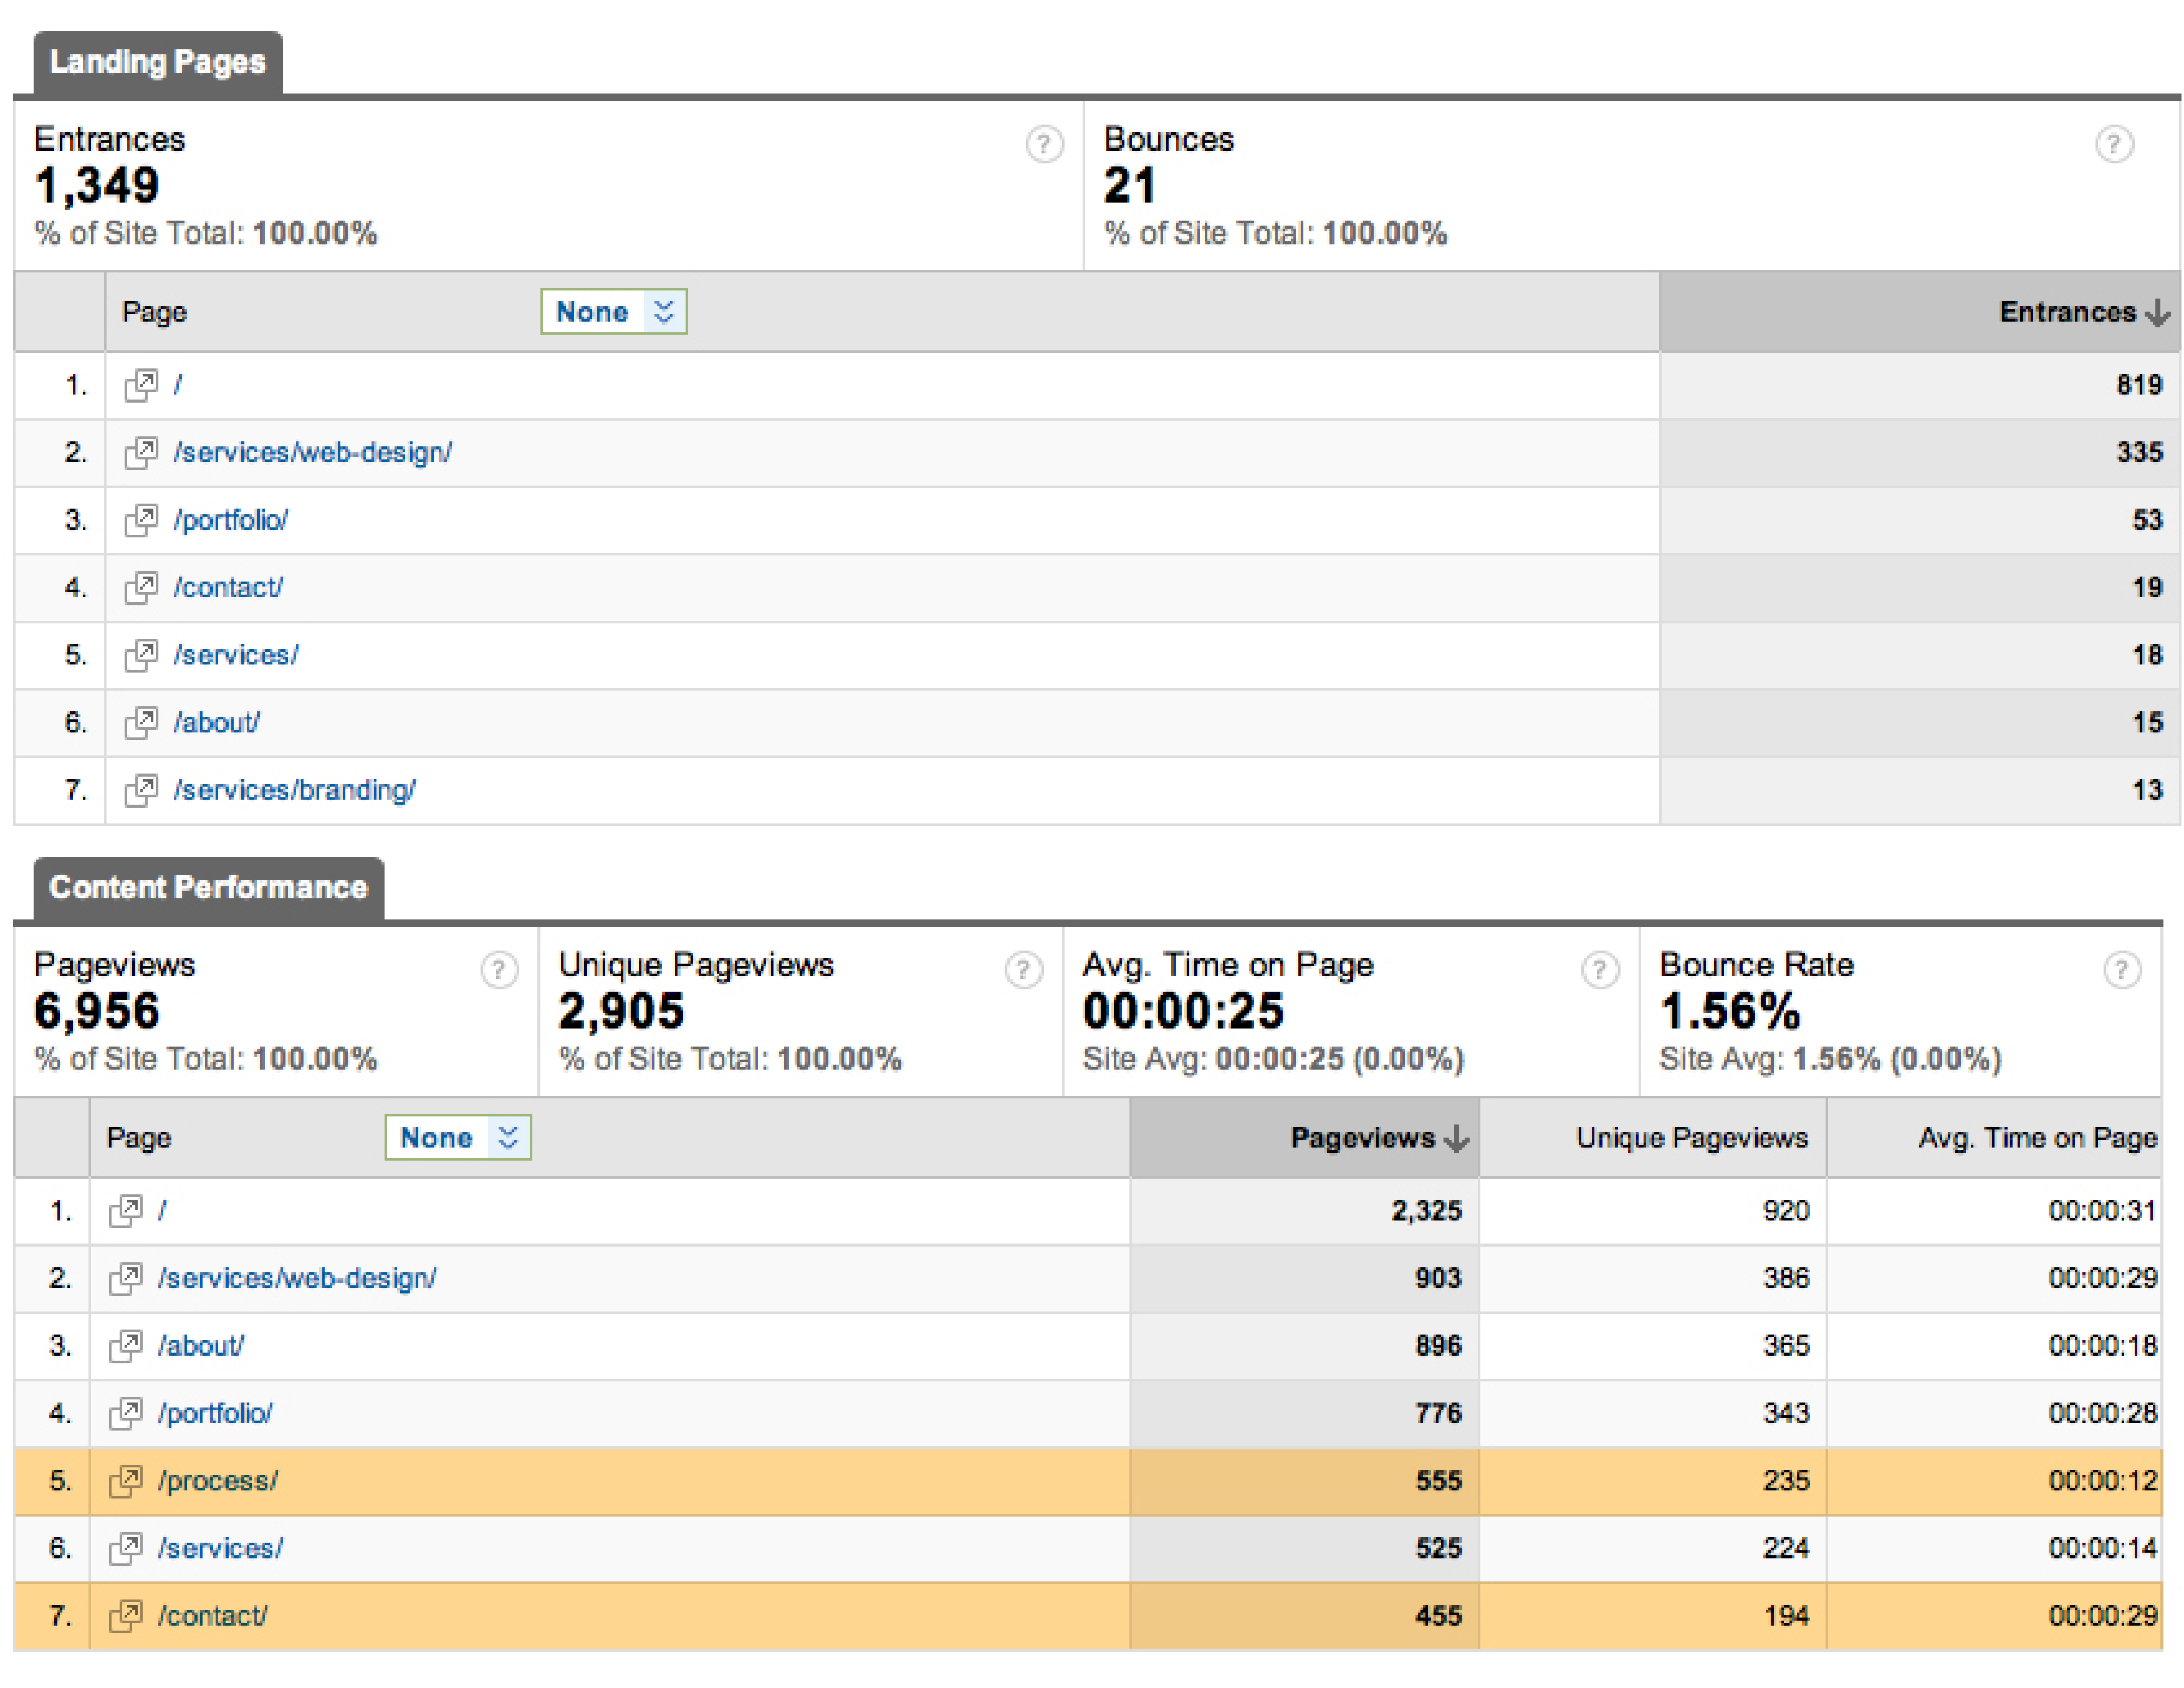 Landing Pages
Entrances ?
1,349
% of Site Total: 100.00%
Bounces ?
21
% of Site Total: 100.00%
Page None Entrances
1. / 819
2. /services/web-design/ 335
3. /portfolio/ 53
4. /contact/ 19
5. /services/ 18
6. /about/ 15
7. /services/branding/ 13
Content Performance
Pageviews ?
6,956
% of Site Total: 100.00%
Unique Pageviews ?
2,905
% of Site Total: 100.00%
Avg. Time on Page ?
00:00:25
Site Avg: 00:00:25 (0.00%)
Bounce Rate ?
1.56%
Site Avg: 1.56% (0.00%)
Page None Pageviews Unique Pageviews Avg. Time on Page
1. / 2,325 920 00:00:31
2. /services/web-design/ 903 386 00:00:29
3. /about/ 896 365 00:00:18
4. /portfolio/ 776 343 00:00:28
5. /process/ 555 235 00:00:12
6. /services/ 525 224 00:00:14
7. /contact/ 455 194 00:00:29